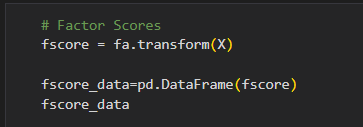 # Factor Scores
fscore = fa.transform(X)
fscore_data=pd.DataFrame(fscore)
fscore_data